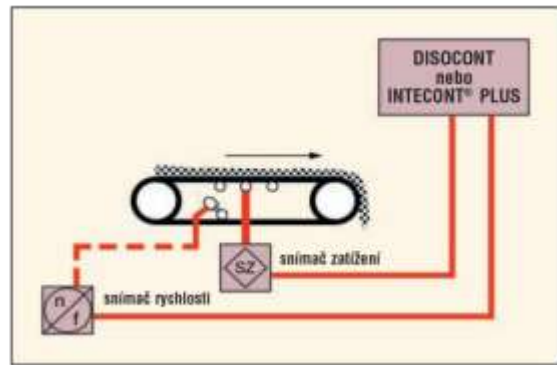 DISOCONT
nebo
INTECONT® PLUS
snímač zatížení
SZ
snímač rychlosti
n
f